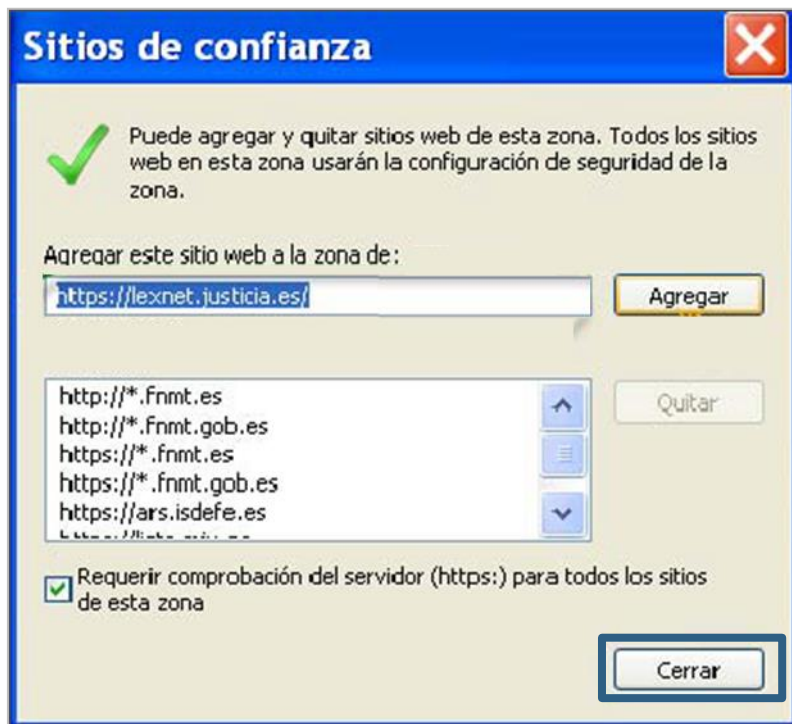 Sitios de confianza
Puede agregar y quitar sitios web de esta zona. Todos los sitios
web en esta zona usarán la configuración de seguridad de la
zona.
Agregar este sitio web a la zona de:
https://lexnet.justicia.es/
Agregar
http://*.fnmt.es
Quitar
http://*.fnmt.gob.es
https://*.fnmt.es
https://*.fnmt.gob.es
https://ars.isdefe.es
Requerir comprobación del servidor (https:) para todos los sitios
de esta zona
Cerrar